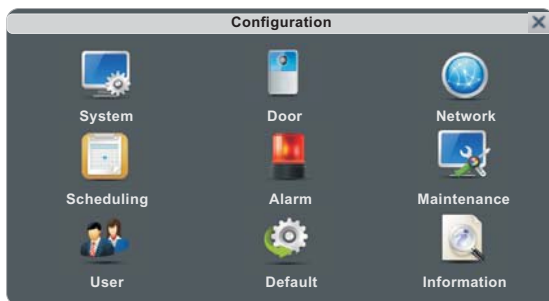 Configuration
System Door Network
Scheduling Alarm Maintenance
User Default Information